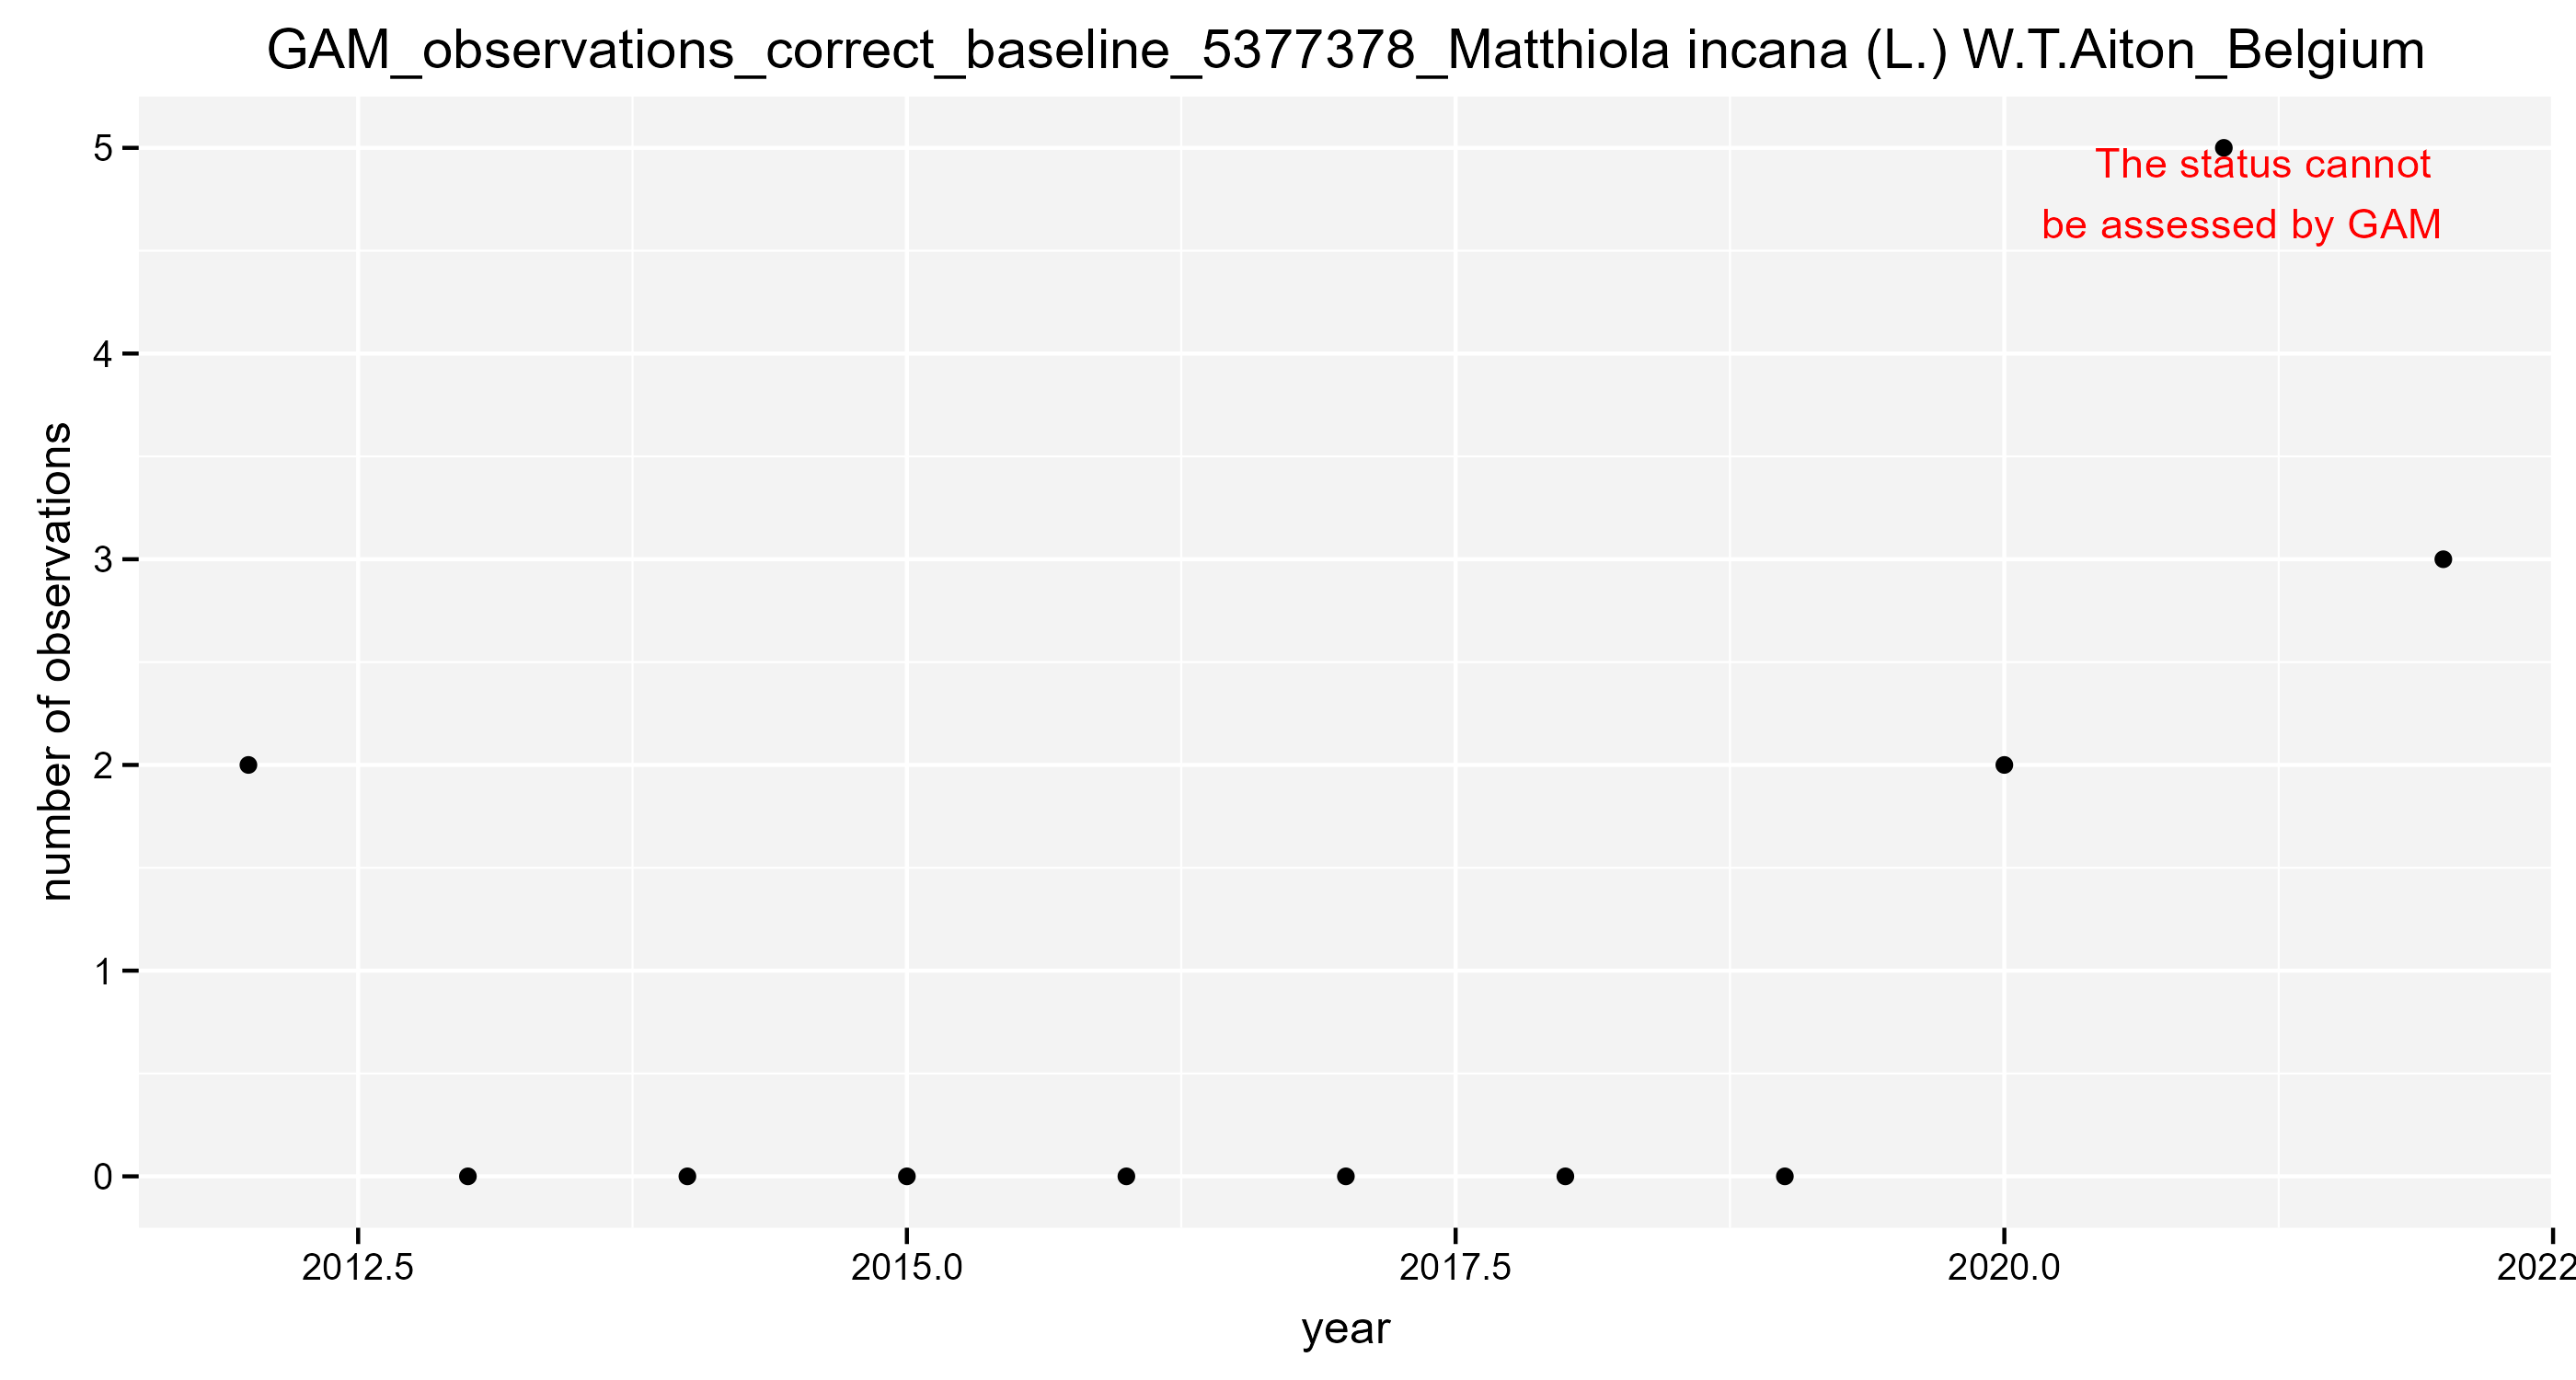 GAM_observations_correct_baseline_5377378_Matthiola incana (L.) W.T.Aiton_Belgium
5
The status cannot
be assessed by GAM
4
3
2
1
0
number of observations
2012.5
2015.0
2017.5
2020.0
2022
year